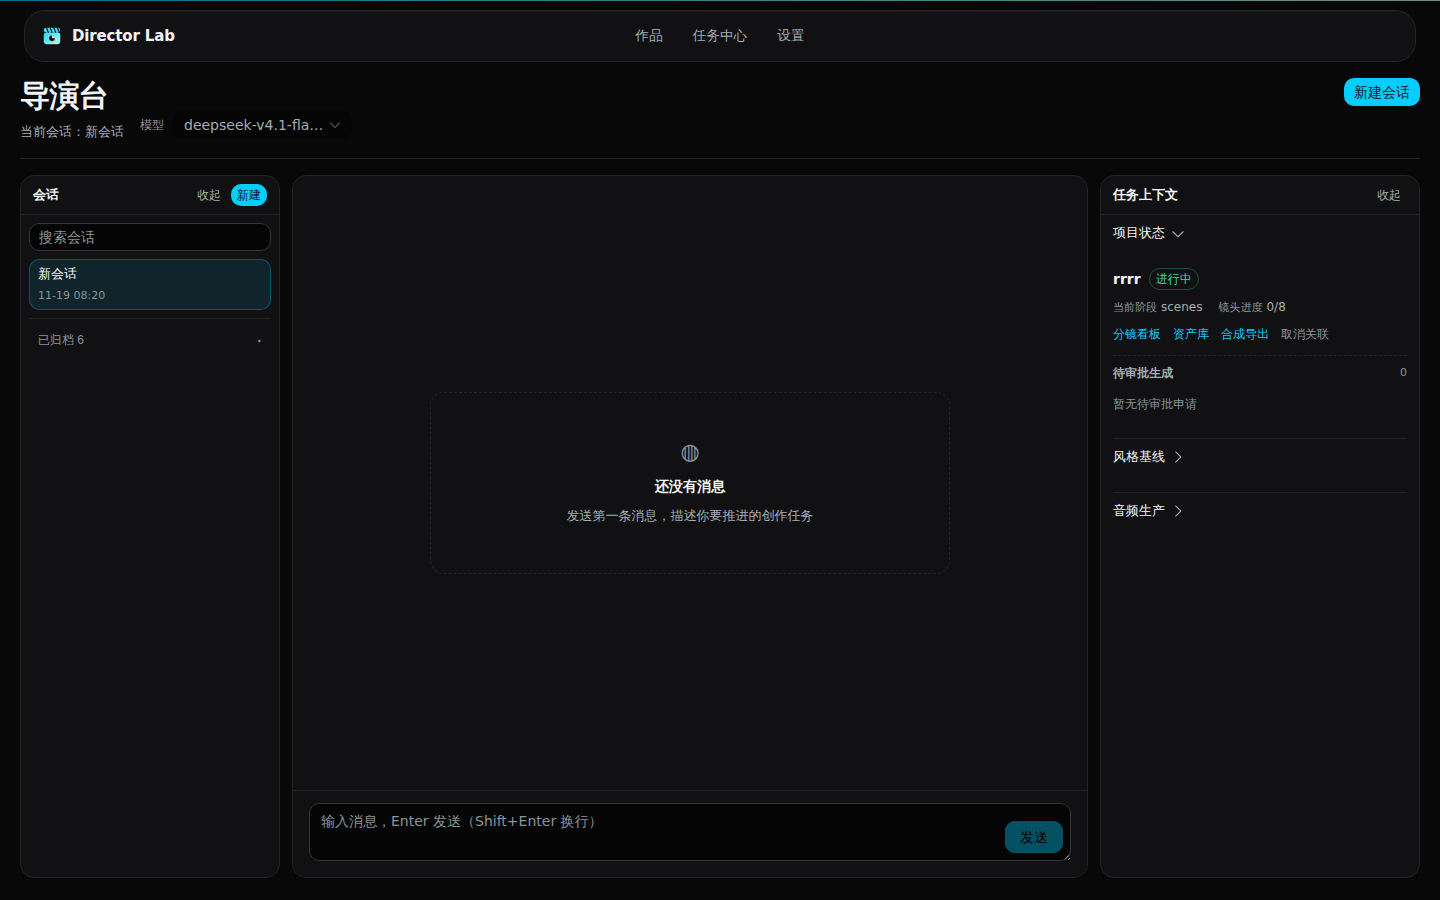 Director Lab
作品 任务中心 设置
导演台
新建会话
当前会话：新会话 模型 deepseek-v4.1-fla...
会话 收起 新建
搜索会话
新会话
11-19 08:20
已归档 6
还没有消息
发送第一条消息，描述你要推进的创作任务
输入消息，Enter 发送（Shift+Enter 换行）
发送
任务上下文 收起
项目状态
rrrr 进行中
当前阶段 scenes 镜头进度 0/8
分镜看板 资产库 合成导出 取消关联
待审批生成 0
暂无待审批申请
风格基线
音频生产